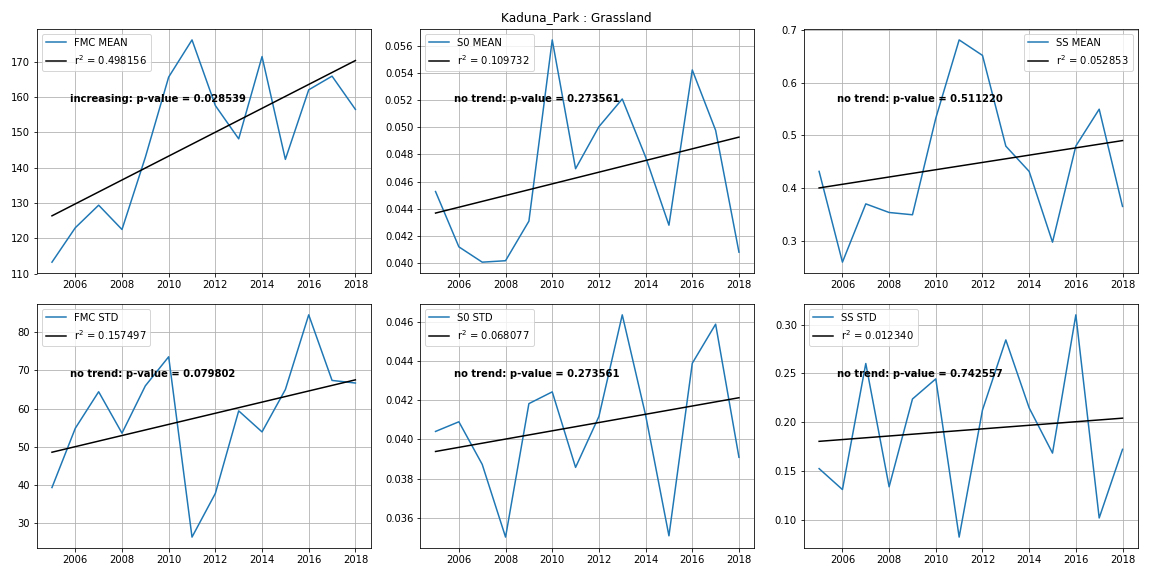 Kaduna_Park : Grassland
FMC MEAN
r² = 0.498156
increasing: p-value = 0.028539
170
160
150
140
130
120
110
2006 2008 2010 2012 2014 2016 2018
S0 MEAN
r² = 0.109732
no trend: p-value = 0.273561
0.056
0.054
0.052
0.050
0.048
0.046
0.044
0.042
0.040
2006 2008 2010 2012 2014 2016 2018
SS MEAN
r² = 0.052853
no trend: p-value = 0.511220
0.7
0.6
0.5
0.4
0.3
2006 2008 2010 2012 2014 2016 2018
FMC STD
r² = 0.157497
no trend: p-value = 0.079802
80
70
60
50
40
30
2006 2008 2010 2012 2014 2016 2018
S0 STD
r² = 0.068077
no trend: p-value = 0.273561
0.046
0.044
0.042
0.040
0.038
0.036
2006 2008 2010 2012 2014 2016 2018
SS STD
r² = 0.012340
no trend: p-value = 0.742557
0.30
0.25
0.20
0.15
0.10
2006 2008 2010 2012 2014 2016 2018